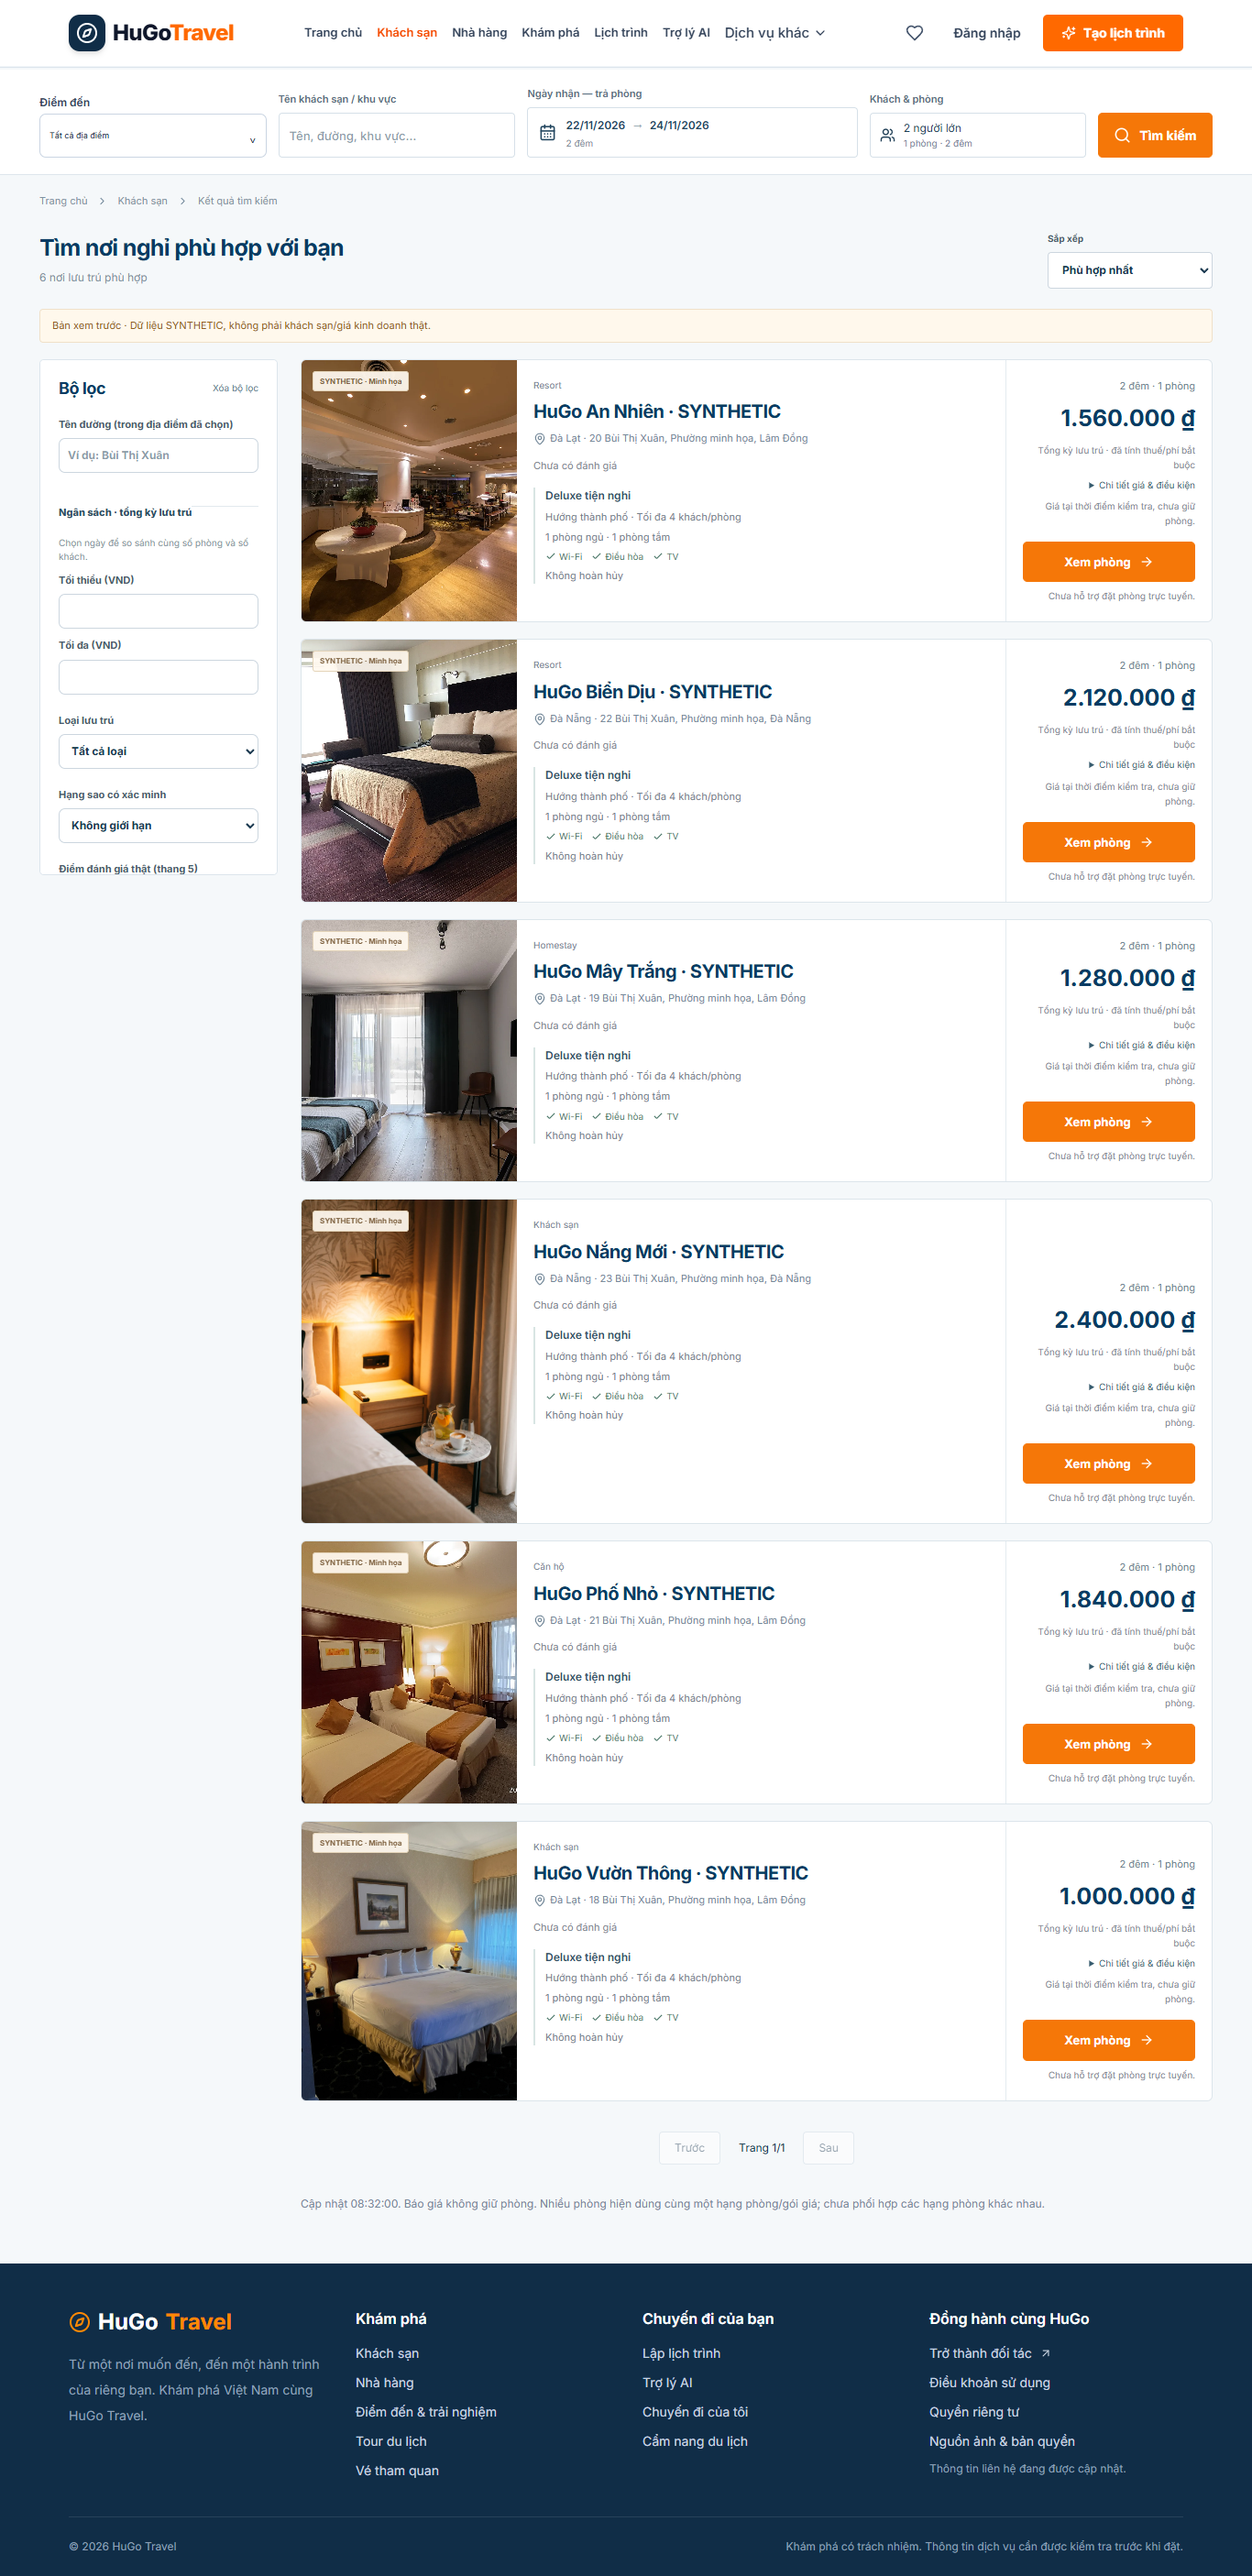 HuGoTravel
Trang chủ Khách sạn Nhà hàng Khám phá Lịch trình Trợ lý AI Dịch vụ khác
Đăng nhập
Tạo lịch trình
Điểm đến
Tất cả địa điểm
Tên khách sạn / khu vực
Tên, đường, khu vực...
Ngày nhận — trả phòng
22/11/2026 → 24/11/2026
2 đêm
Khách & phòng
2 người lớn
1 phòng · 2 đêm
Tìm kiếm
Trang chủ > Khách sạn > Kết quả tìm kiếm
Tìm nơi nghỉ phù hợp với bạn
6 nơi lưu trú phù hợp
Sắp xếp
Phù hợp nhất
Bản xem trước · Dữ liệu SYNTHETIC, không phải khách sạn/giá kinh doanh thật.
Bộ lọc
Xóa bộ lọc
Tên đường (trong địa điểm đã chọn)
Ví dụ: Bùi Thị Xuân
Ngân sách · tổng kỳ lưu trú
Chọn ngày để so sánh cùng số phòng và số
khách.
Tối thiểu (VND)
Tối đa (VND)
Loại lưu trú
Tất cả loại
Hạng sao có xác minh
Không giới hạn
Điểm đánh giá thật (thang 5)
SYNTHETIC · Minh họa
Resort
HuGo An Nhiên · SYNTHETIC
Đà Lạt · 20 Bùi Thị Xuân, Phường minh họa, Lâm Đồng
Chưa có đánh giá
Deluxe tiện nghi
Hướng thành phố · Tối đa 4 khách/phòng
1 phòng ngủ · 1 phòng tắm
Wi-Fi Điều hòa TV
Không hoàn hủy
2 đêm · 1 phòng
1.560.000 ₫
Tổng kỳ lưu trú · đã tính thuế/phí bắt
buộc
Chi tiết giá & điều kiện
Giá tại thời điểm kiểm tra, chưa giữ
phòng.
Xem phòng
Chưa hỗ trợ đặt phòng trực tuyến.
SYNTHETIC · Minh họa
Resort
HuGo Biển Dịu · SYNTHETIC
Đà Nẵng · 22 Bùi Thị Xuân, Phường minh họa, Đà Nẵng
Chưa có đánh giá
Deluxe tiện nghi
Hướng thành phố · Tối đa 4 khách/phòng
1 phòng ngủ · 1 phòng tắm
Wi-Fi Điều hòa TV
Không hoàn hủy
2 đêm · 1 phòng
2.120.000 ₫
Tổng kỳ lưu trú · đã tính thuế/phí bắt
buộc
Chi tiết giá & điều kiện
Giá tại thời điểm kiểm tra, chưa giữ
phòng.
Xem phòng
Chưa hỗ trợ đặt phòng trực tuyến.
SYNTHETIC · Minh họa
Homestay
HuGo Mây Trắng · SYNTHETIC
Đà Lạt · 19 Bùi Thị Xuân, Phường minh họa, Lâm Đồng
Chưa có đánh giá
Deluxe tiện nghi
Hướng thành phố · Tối đa 4 khách/phòng
1 phòng ngủ · 1 phòng tắm
Wi-Fi Điều hòa TV
Không hoàn hủy
2 đêm · 1 phòng
1.280.000 ₫
Tổng kỳ lưu trú · đã tính thuế/phí bắt
buộc
Chi tiết giá & điều kiện
Giá tại thời điểm kiểm tra, chưa giữ
phòng.
Xem phòng
Chưa hỗ trợ đặt phòng trực tuyến.
SYNTHETIC · Minh họa
Khách sạn
HuGo Nắng Mới · SYNTHETIC
Đà Nẵng · 23 Bùi Thị Xuân, Phường minh họa, Đà Nẵng
Chưa có đánh giá
Deluxe tiện nghi
Hướng thành phố · Tối đa 4 khách/phòng
1 phòng ngủ · 1 phòng tắm
Wi-Fi Điều hòa TV
Không hoàn hủy
2 đêm · 1 phòng
2.400.000 ₫
Tổng kỳ lưu trú · đã tính thuế/phí bắt
buộc
Chi tiết giá & điều kiện
Giá tại thời điểm kiểm tra, chưa giữ
phòng.
Xem phòng
Chưa hỗ trợ đặt phòng trực tuyến.
SYNTHETIC · Minh họa
Căn hộ
HuGo Phố Nhỏ · SYNTHETIC
Đà Lạt · 21 Bùi Thị Xuân, Phường minh họa, Lâm Đồng
Chưa có đánh giá
Deluxe tiện nghi
Hướng thành phố · Tối đa 4 khách/phòng
1 phòng ngủ · 1 phòng tắm
Wi-Fi Điều hòa TV
Không hoàn hủy
2 đêm · 1 phòng
1.840.000 ₫
Tổng kỳ lưu trú · đã tính thuế/phí bắt
buộc
Chi tiết giá & điều kiện
Giá tại thời điểm kiểm tra, chưa giữ
phòng.
Xem phòng
Chưa hỗ trợ đặt phòng trực tuyến.
SYNTHETIC · Minh họa
Khách sạn
HuGo Vườn Thông · SYNTHETIC
Đà Lạt · 18 Bùi Thị Xuân, Phường minh họa, Lâm Đồng
Chưa có đánh giá
Deluxe tiện nghi
Hướng thành phố · Tối đa 4 khách/phòng
1 phòng ngủ · 1 phòng tắm
Wi-Fi Điều hòa TV
Không hoàn hủy
2 đêm · 1 phòng
1.000.000 ₫
Tổng kỳ lưu trú · đã tính thuế/phí bắt
buộc
Chi tiết giá & điều kiện
Giá tại thời điểm kiểm tra, chưa giữ
phòng.
Xem phòng
Chưa hỗ trợ đặt phòng trực tuyến.
Trước Trang 1/1 Sau
Cập nhật 08:32:00. Báo giá không giữ phòng. Nhiều phòng hiện dùng cùng một hạng phòng/gói giá; chưa phối hợp các hạng phòng khác nhau.
HuGo Travel
Từ một nơi muốn đến, đến một hành trình
của riêng bạn. Khám phá Việt Nam cùng
HuGo Travel.
Khám phá
Khách sạn
Nhà hàng
Điểm đến & trải nghiệm
Tour du lịch
Vé tham quan
Chuyến đi của bạn
Lập lịch trình
Trợ lý AI
Chuyến đi của tôi
Cẩm nang du lịch
Đồng hành cùng HuGo
Trở thành đối tác
Điều khoản sử dụng
Quyền riêng tư
Nguồn ảnh & bản quyền
Thông tin liên hệ đang được cập nhật.
© 2026 HuGo Travel
Khám phá có trách nhiệm. Thông tin dịch vụ cần được kiểm tra trước khi đặt.